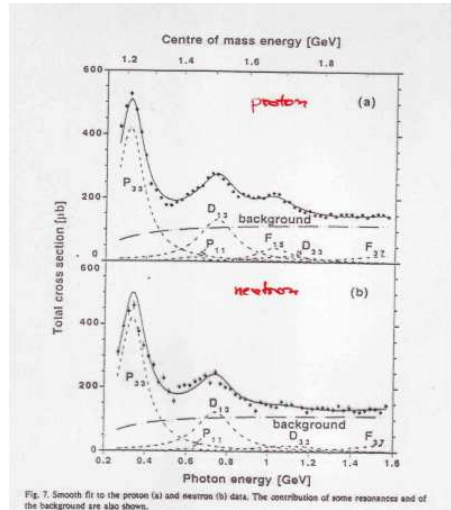 Centre of mass energy [GeV]
1.2 1.4 1.6 1.8
600
proton (a)
400
P33
200
D13
background
P11 F15 D33 F37
0
600
neutron (b)
400
Total cross section [μb]
P33
200
D13
background
P11 D33 F37
0
0.2 0.4 0.6 0.8 1 1.2 1.4 1.6
Photon energy [GeV]
Fig. 7. Smooth fit to the proton (a) and neutron (b) data. The contribution of some resonances and of
the background are also shown.